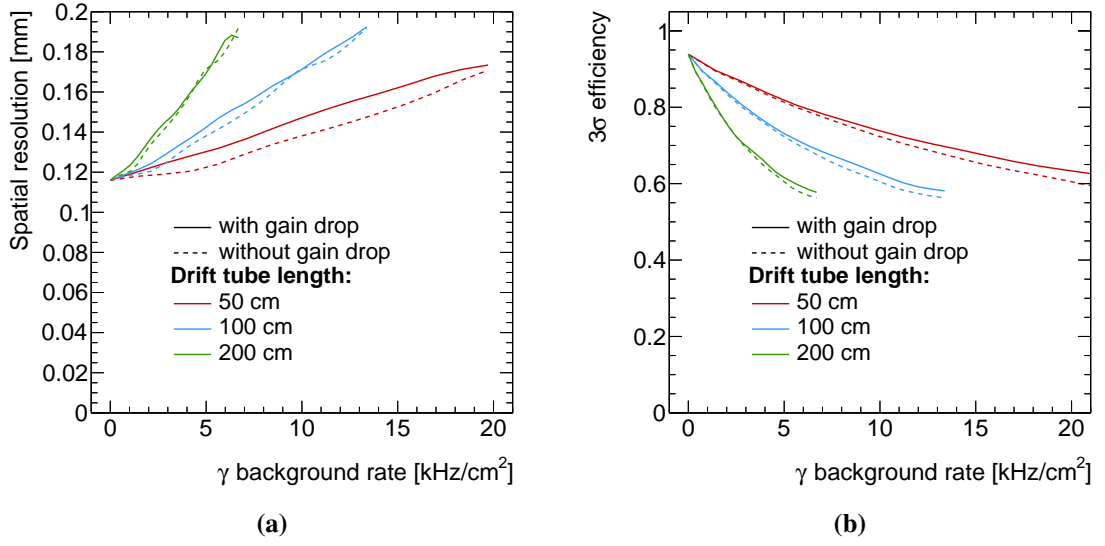 Spatial resolution [mm]
0.2
0.18
0.16
0.14
0.12
0.1
0.08
0.06
0.04
0.02
0
with gain drop
without gain drop
Drift tube length:
50 cm
100 cm
200 cm
0 5 10 15 20
γ background rate [kHz/cm²]
(a)
3σ efficiency
1
0.8
0.6
0.4
0.2
0
with gain drop
without gain drop
Drift tube length:
50 cm
100 cm
200 cm
0 5 10 15 20
γ background rate [kHz/cm²]
(b)